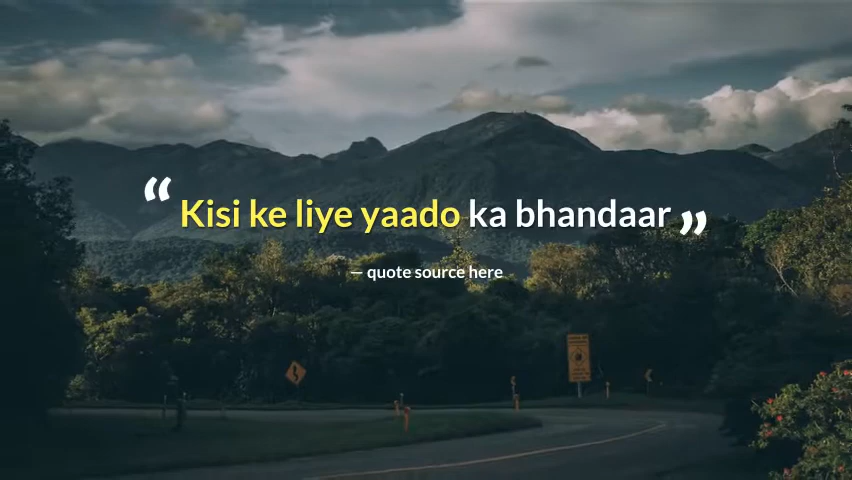 “Kisi ke liye yaado ka bhandaar”
— quote source here